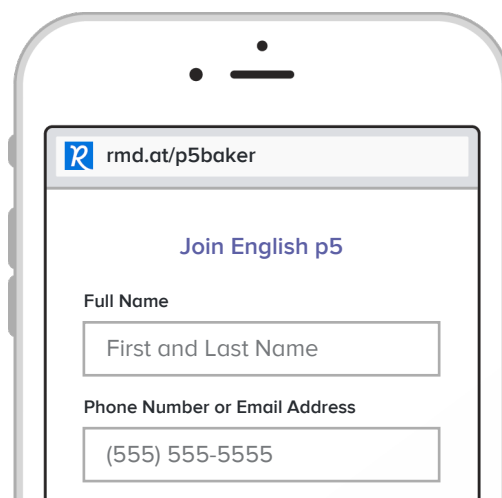 rmd.at/p5baker
Join English p5
Full Name
First and Last Name
Phone Number or Email Address
(555) 555-5555